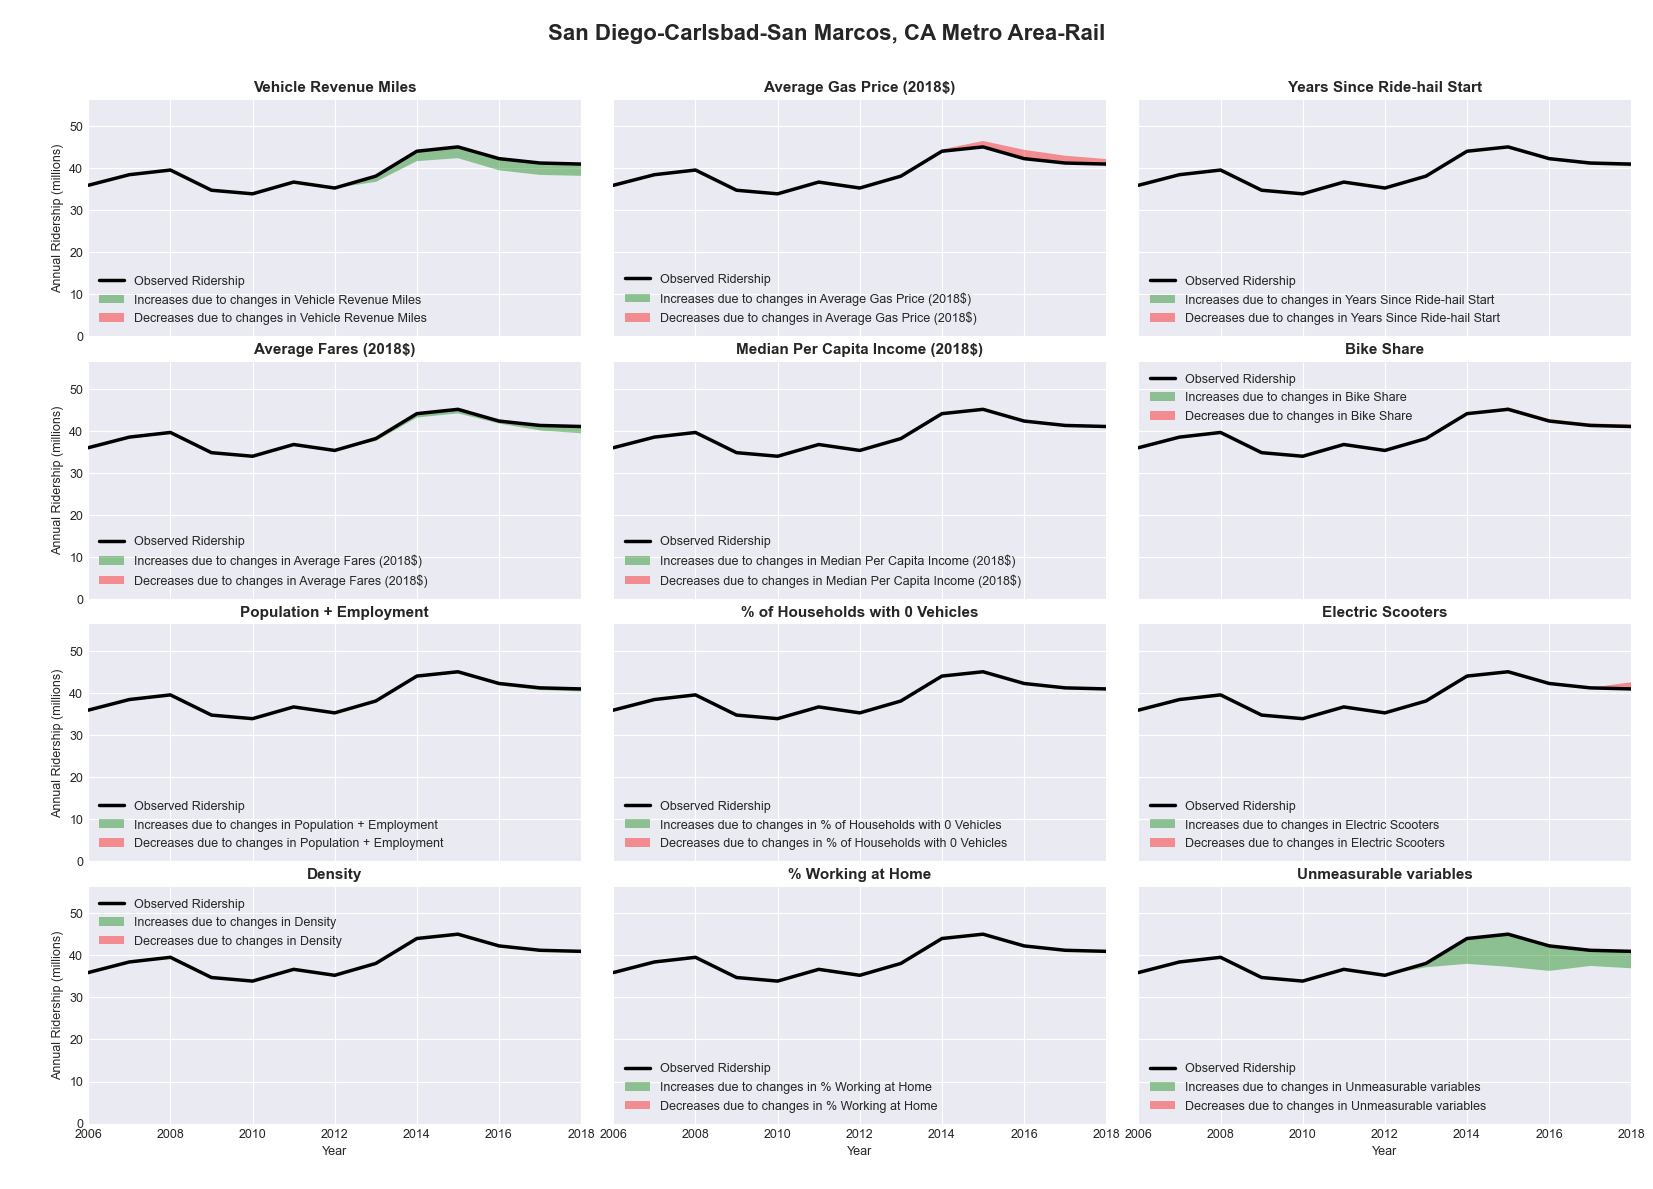 San Diego-Carlsbad-San Marcos, CA Metro Area-Rail
Vehicle Revenue Miles
Annual Ridership (millions)
50
40
30
20
10
0
Observed Ridership
Increases due to changes in Vehicle Revenue Miles
Decreases due to changes in Vehicle Revenue Miles
Average Gas Price (2018$)
Observed Ridership
Increases due to changes in Average Gas Price (2018$)
Decreases due to changes in Average Gas Price (2018$)
Years Since Ride-hail Start
Observed Ridership
Increases due to changes in Years Since Ride-hail Start
Decreases due to changes in Years Since Ride-hail Start
Average Fares (2018$)
Annual Ridership (millions)
50
40
30
20
10
0
Observed Ridership
Increases due to changes in Average Fares (2018$)
Decreases due to changes in Average Fares (2018$)
Median Per Capita Income (2018$)
Observed Ridership
Increases due to changes in Median Per Capita Income (2018$)
Decreases due to changes in Median Per Capita Income (2018$)
Bike Share
Observed Ridership
Increases due to changes in Bike Share
Decreases due to changes in Bike Share
Population + Employment
Annual Ridership (millions)
50
40
30
20
10
0
Observed Ridership
Increases due to changes in Population + Employment
Decreases due to changes in Population + Employment
% of Households with 0 Vehicles
Observed Ridership
Increases due to changes in % of Households with 0 Vehicles
Decreases due to changes in % of Households with 0 Vehicles
Electric Scooters
Observed Ridership
Increases due to changes in Electric Scooters
Decreases due to changes in Electric Scooters
Density
Annual Ridership (millions)
50
40
30
20
10
0
Observed Ridership
Increases due to changes in Density
Decreases due to changes in Density
2006 2008 2010 2012 2014 2016 2018
Year
% Working at Home
Observed Ridership
Increases due to changes in % Working at Home
Decreases due to changes in % Working at Home
2006 2008 2010 2012 2014 2016 2018
Year
Unmeasurable variables
Observed Ridership
Increases due to changes in Unmeasurable variables
Decreases due to changes in Unmeasurable variables
2006 2008 2010 2012 2014 2016 2018
Year